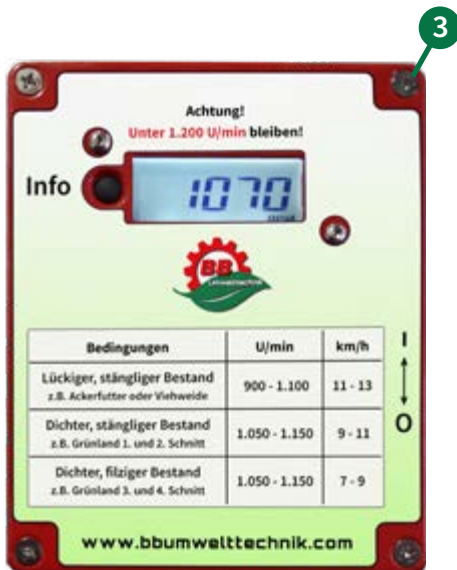 3
Achtung!
Unter 1.200 U/min bleiben!
Info
1070
BB
Umwelttechnik
Bedingungen U/min km/h
Lückiger, stängliger Bestand
z.B. Ackerfutter oder Viehweide
900 - 1.100 11 - 13
Dichter, stängliger Bestand
z.B. Grünland 1. und 2. Schnitt
1.050 - 1.150 9 - 11
Dichter, filziger Bestand
z.B. Grünland 3. und 4. Schnitt
1.050 - 1.150 7 - 9
I
O
www.bbumwelttechnik.com